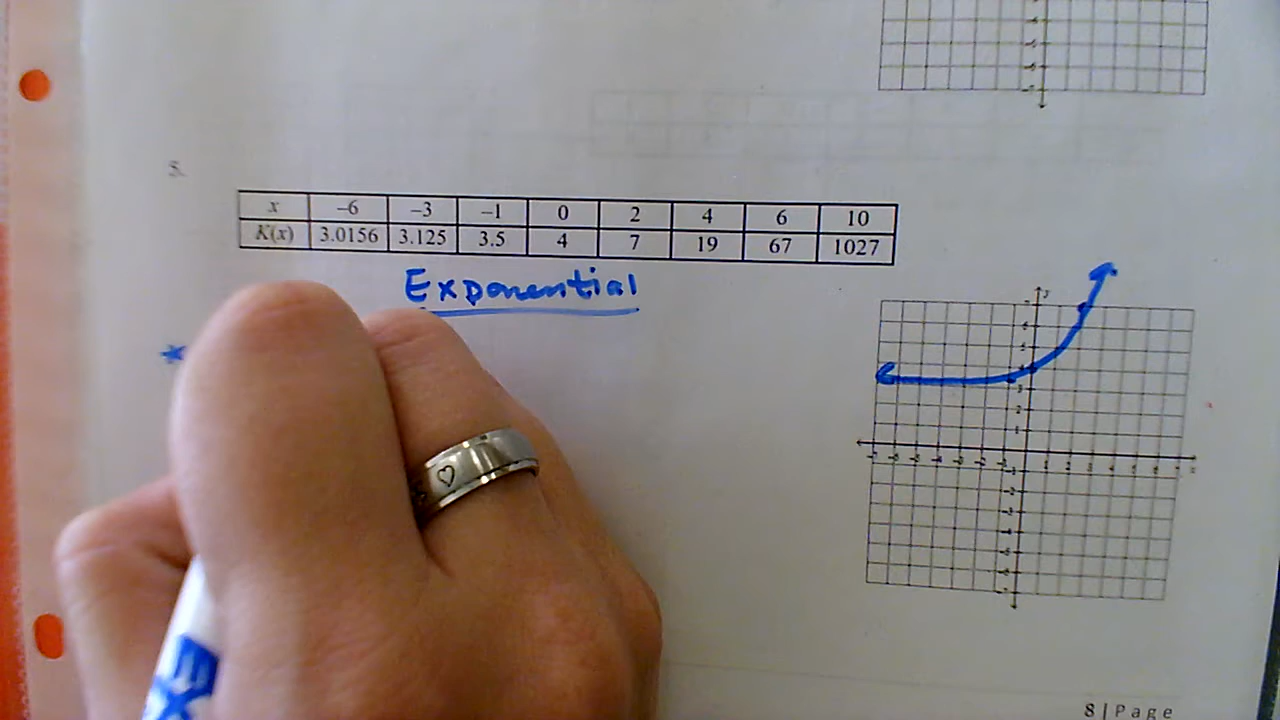 5.
x –6 –3 –1 0 2 4 6 10
K(x) 3.0156 3.125 3.5 4 7 19 67 1027
Exponential
*
8 | Page